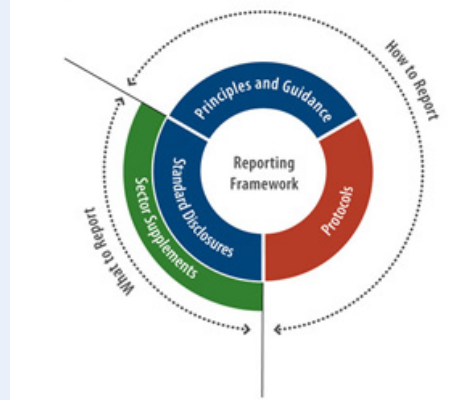 How to Report
Principles and Guidance
Reporting
Framework
Standard Disclosures
Sector Supplements
Protocols
What to Report